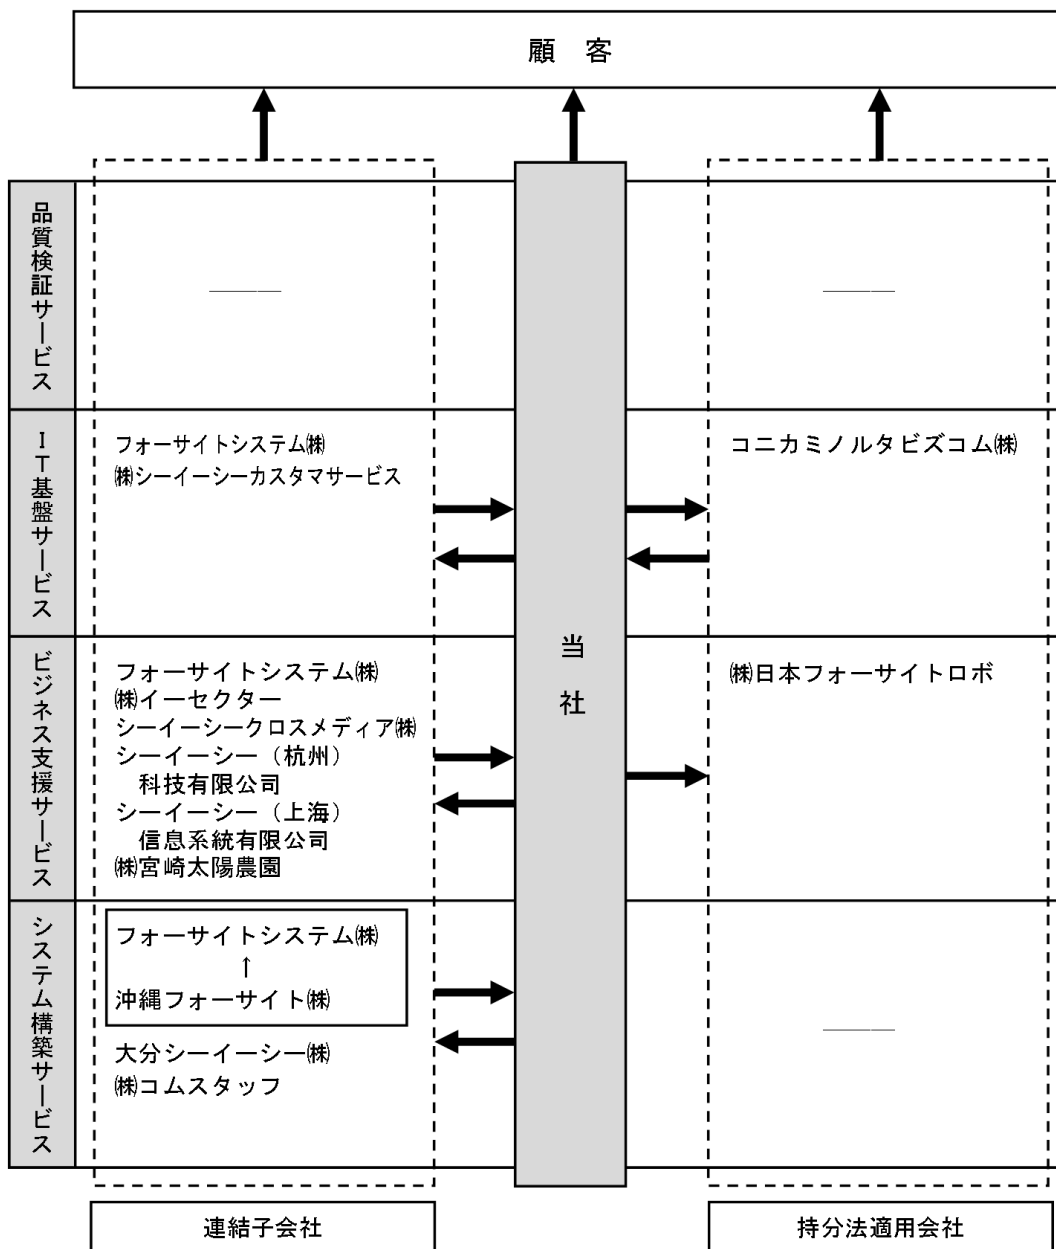 顧　客
品質検証サービス
―――
―――
ＩＴ基盤サービス
フォーサイトシステム㈱
㈱シーイーシーカスタマサービス
コニカミノルタビズコム㈱
当社
ビジネス支援サービス
フォーサイトシステム㈱
㈱イーセクター
シーイーシークロスメディア㈱
シーイーシー（杭州）
科技有限公司
シーイーシー（上海）
信息系統有限公司
㈱宮崎太陽農園
㈱日本フォーサイトロボ
システム構築サービス
フォーサイトシステム㈱
↑
沖縄フォーサイト㈱
大分シーイーシー㈱
㈱コムスタッフ
―――
連結子会社
持分法適用会社